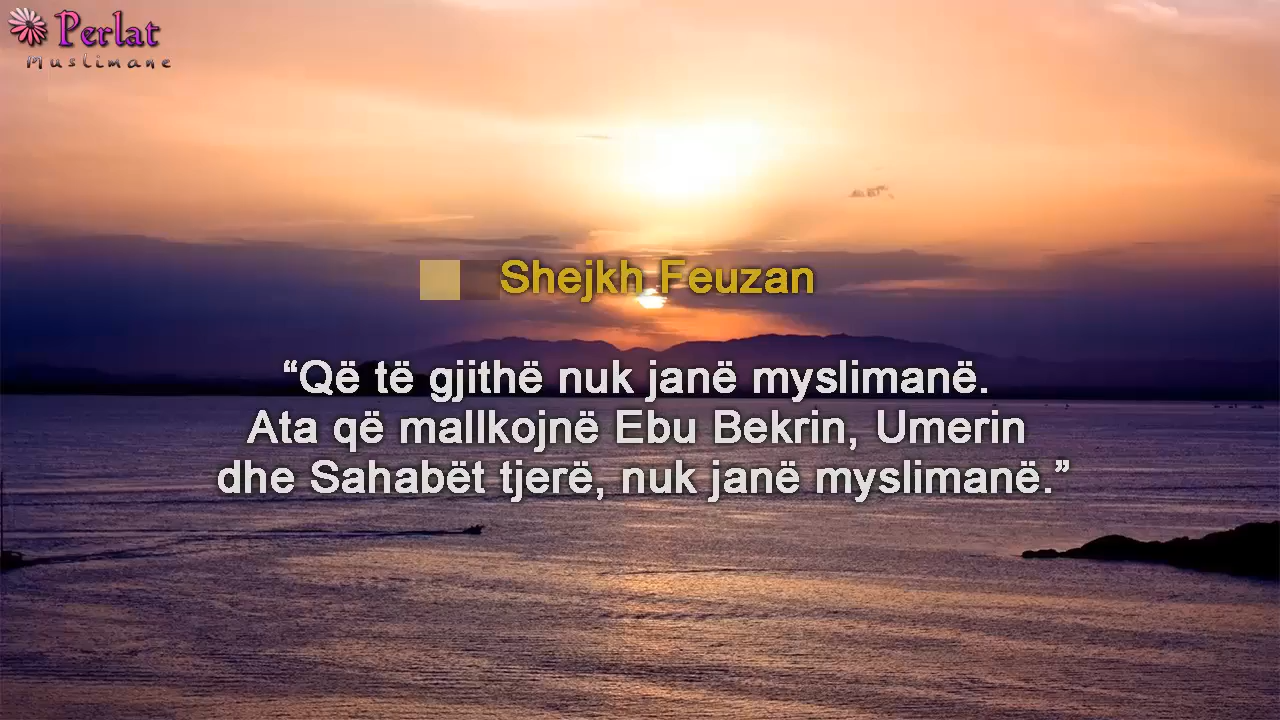 Perlat
Muslimane
Shejkh Feuzan
“Që të gjithë nuk janë myslimanë.
Ata që mallkojnë Ebu Bekrin, Umerin
dhe Sahabët tjerë, nuk janë myslimanë.”